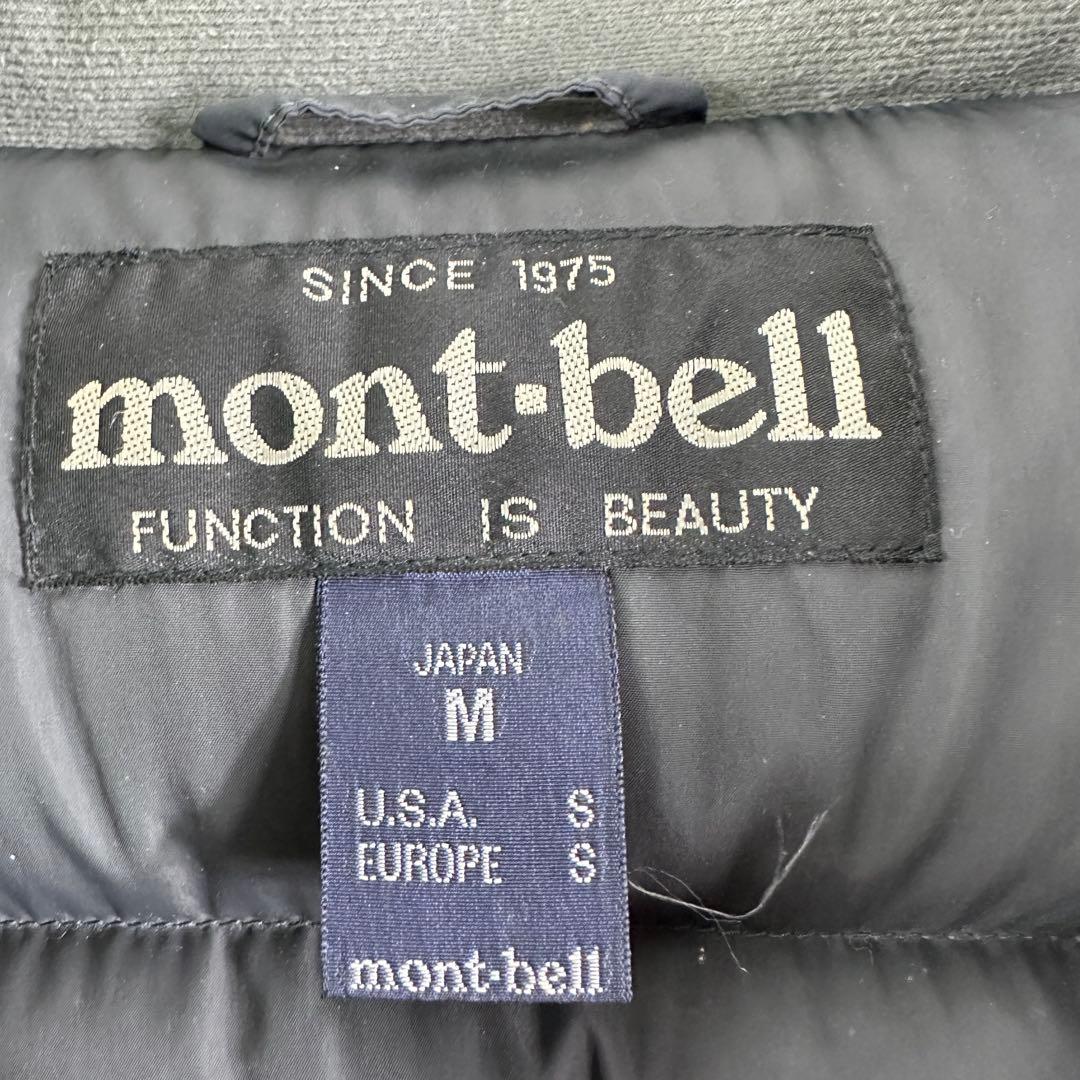 SINCE 1975
mont·bell
FUNCTION IS BEAUTY
JAPAN
M
U.S.A. S
EUROPE S
mont·bell